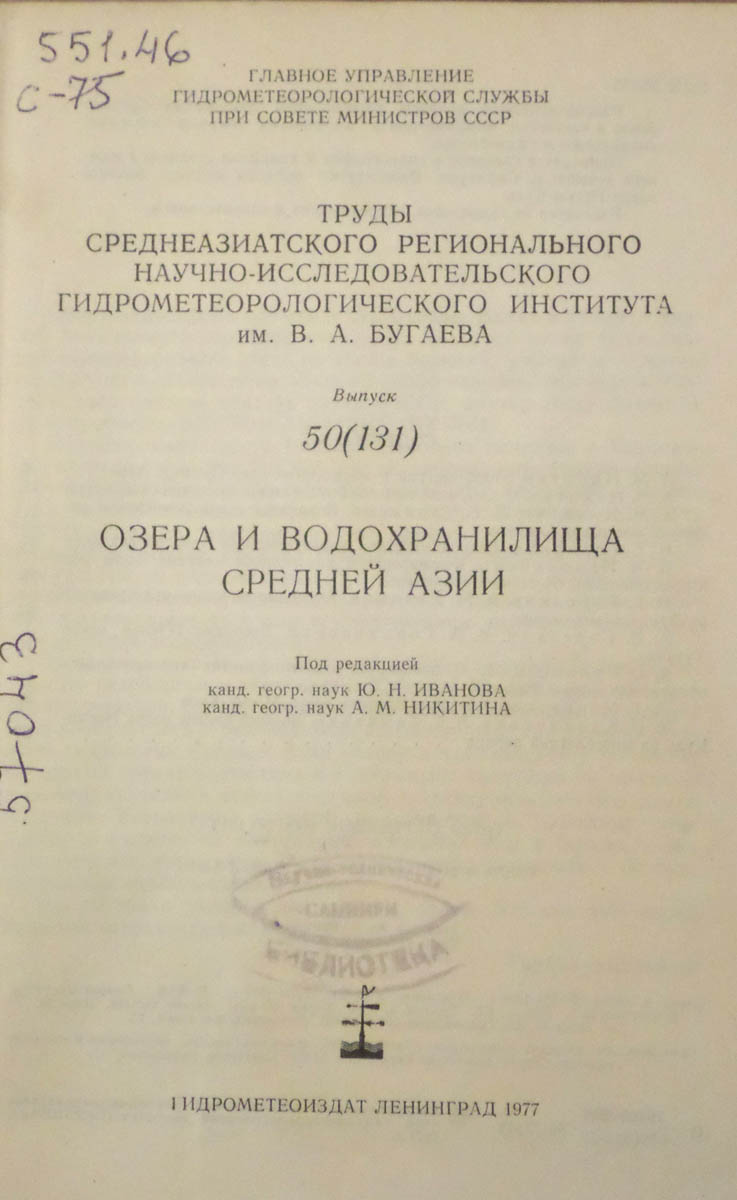 551.46
С-75
ГЛАВНОЕ УПРАВЛЕНИЕ
ГИДРОМЕТЕОРОЛОГИЧЕСКОЙ СЛУЖБЫ
ПРИ СОВЕТЕ МИНИСТРОВ СССР
ТРУДЫ
СРЕДНЕАЗИАТСКОГО РЕГИОНАЛЬНОГО
НАУЧНО-ИССЛЕДОВАТЕЛЬСКОГО
ГИДРОМЕТЕОРОЛОГИЧЕСКОГО ИНСТИТУТА
им. В. А. БУГАЕВА
Выпуск
50(131)
ОЗЕРА И ВОДОХРАНИЛИЩА
СРЕДНЕЙ АЗИИ
Под редакцией
канд. геогр. наук Ю. Н. ИВАНОВА
канд. геогр. наук А. М. НИКИТИНА
57043
САНИИРИ
БИБЛИОТЕКА
ГИДРОМЕТЕОИЗДАТ ЛЕНИНГРАД 1977